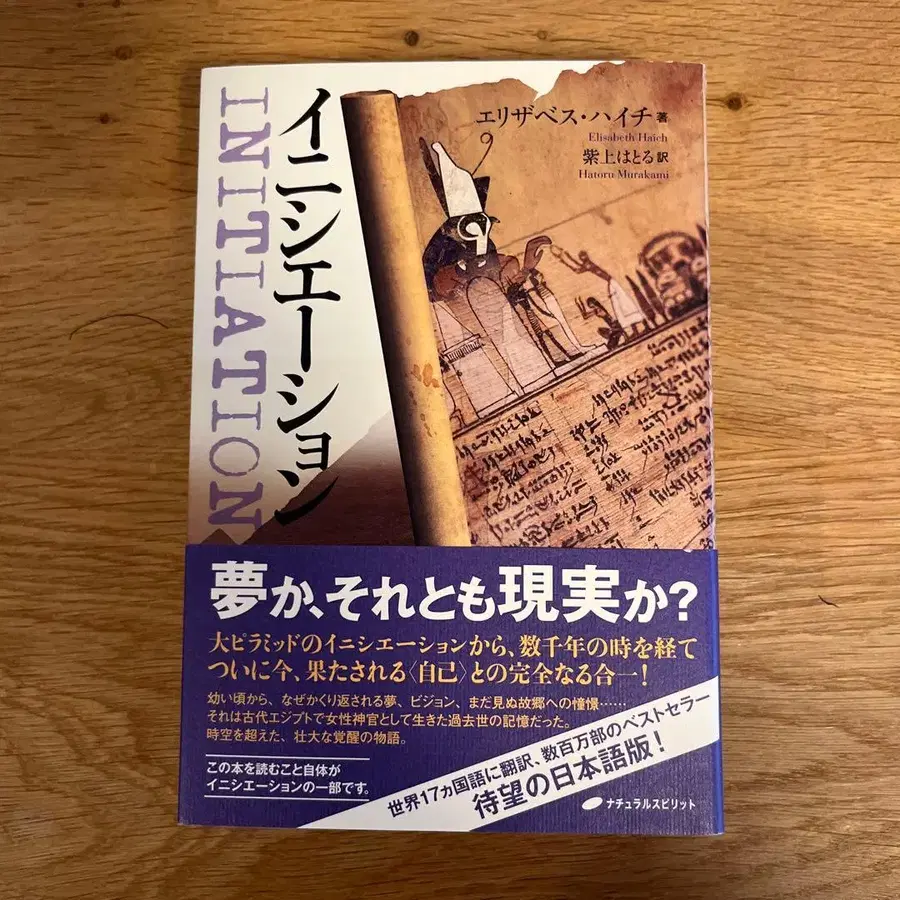 イニシエーション
INITIATION
エリザベス・ハイチ 著
Elisabeth Haich
紫上はとる 訳
Hatoru Murakami
夢か、それとも現実か?
大ピラミッドのイニシエーションから、数千年の時を経て
ついに今、果たされる〈自己〉との完全なる合一!
幼い頃から、なぜかくり返される夢、ビジョン、まだ見ぬ故郷への憧憬……
それは古代エジプトで女性神官として生きた過去世の記憶だった。
時空を超えた、壮大な覚醒の物語。
この本を読むこと自体が
イニシエーションの一部です。
世界17ヵ国語に翻訳、数百万部のベストセラー
待望の日本語版!
ナチュラルスピリット